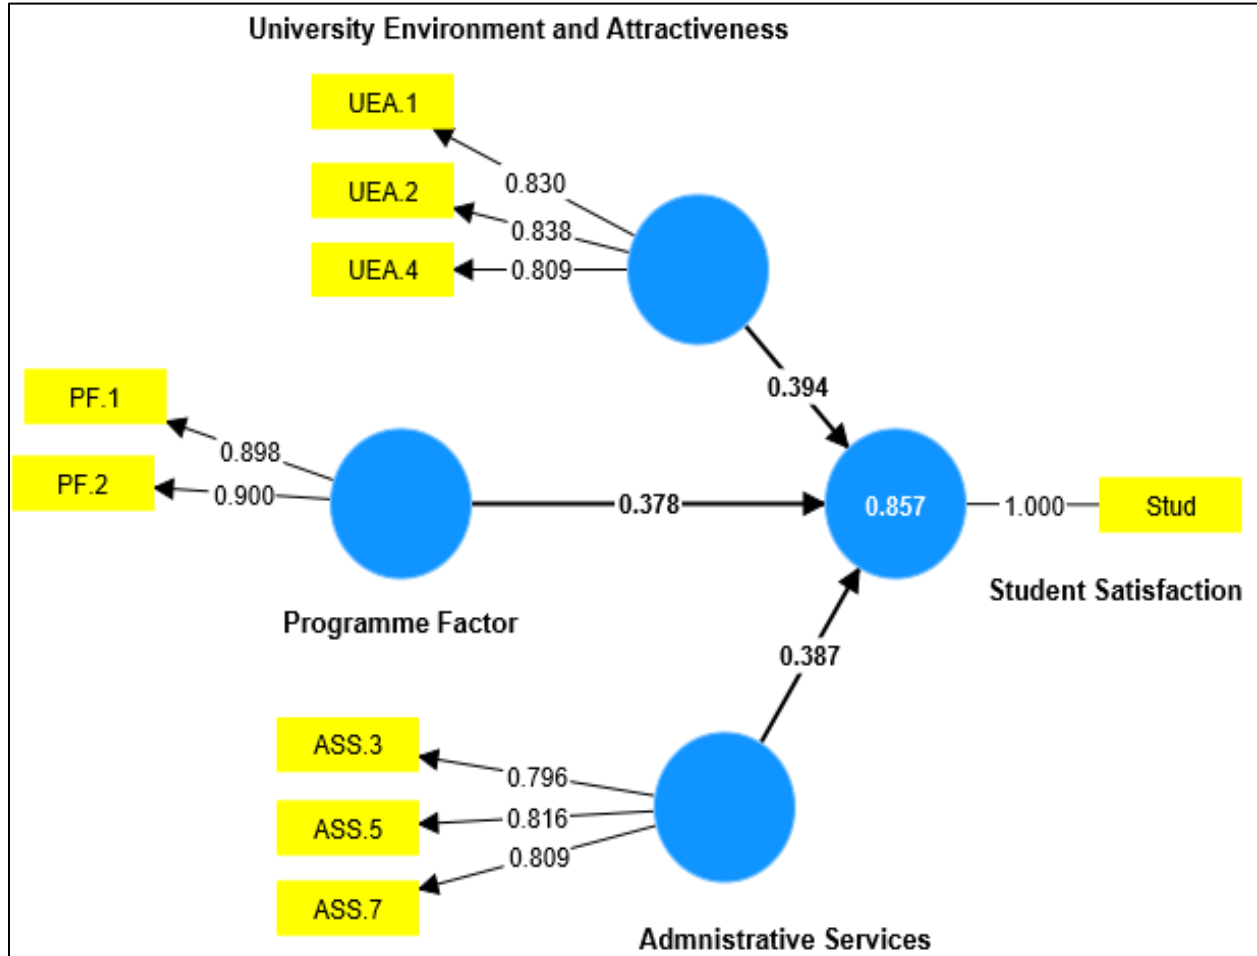 University Environment and Attractiveness
UEA.1
0.830
UEA.2
0.838
UEA.4
0.809
0.394
PF.1
0.898
PF.2
0.900
0.378
0.857
1.000
Stud
Student Satisfaction
Programme Factor
0.387
ASS.3
0.796
ASS.5
0.816
0.809
ASS.7
Admnistrative Services